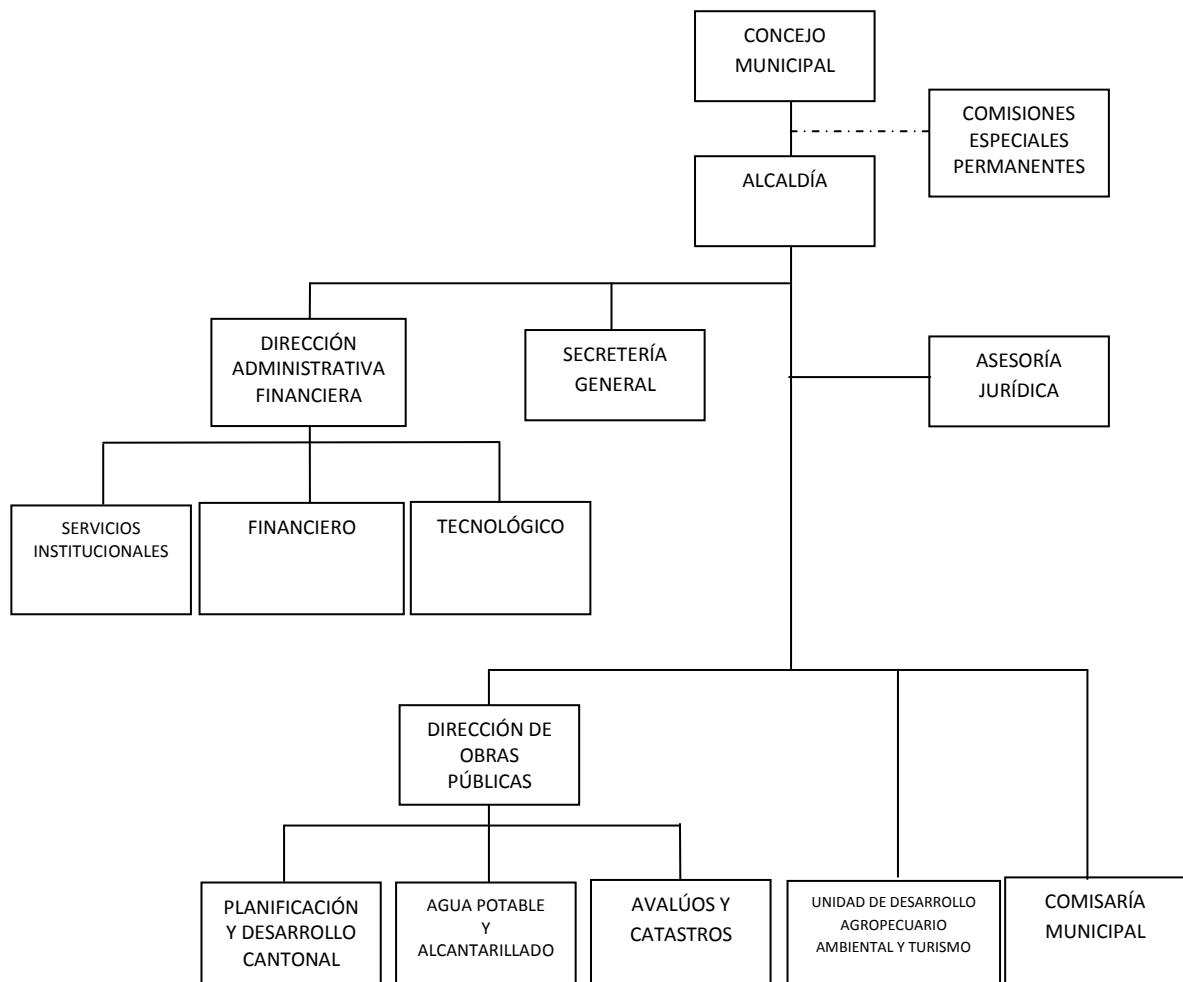 CONCEJO
MUNICIPAL
COMISIONES
ESPECIALES
PERMANENTES
ALCALDÍA
DIRECCIÓN
ADMINISTRATIVA
FINANCIERA
SECRETERÍA
GENERAL
ASESORÍA
JURÍDICA
SERVICIOS
INSTITUCIONALES
FINANCIERO
TECNOLÓGICO
DIRECCIÓN DE
OBRAS
PÚBLICAS
PLANIFICACIÓN
Y DESARROLLO
CANTONAL
AGUA POTABLE
Y
ALCANTARILLADO
AVALÚOS Y
CATASTROS
UNIDAD DE DESARROLLO
AGROPECUARIO
AMBIENTAL Y TURISMO
COMISARÍA
MUNICIPAL